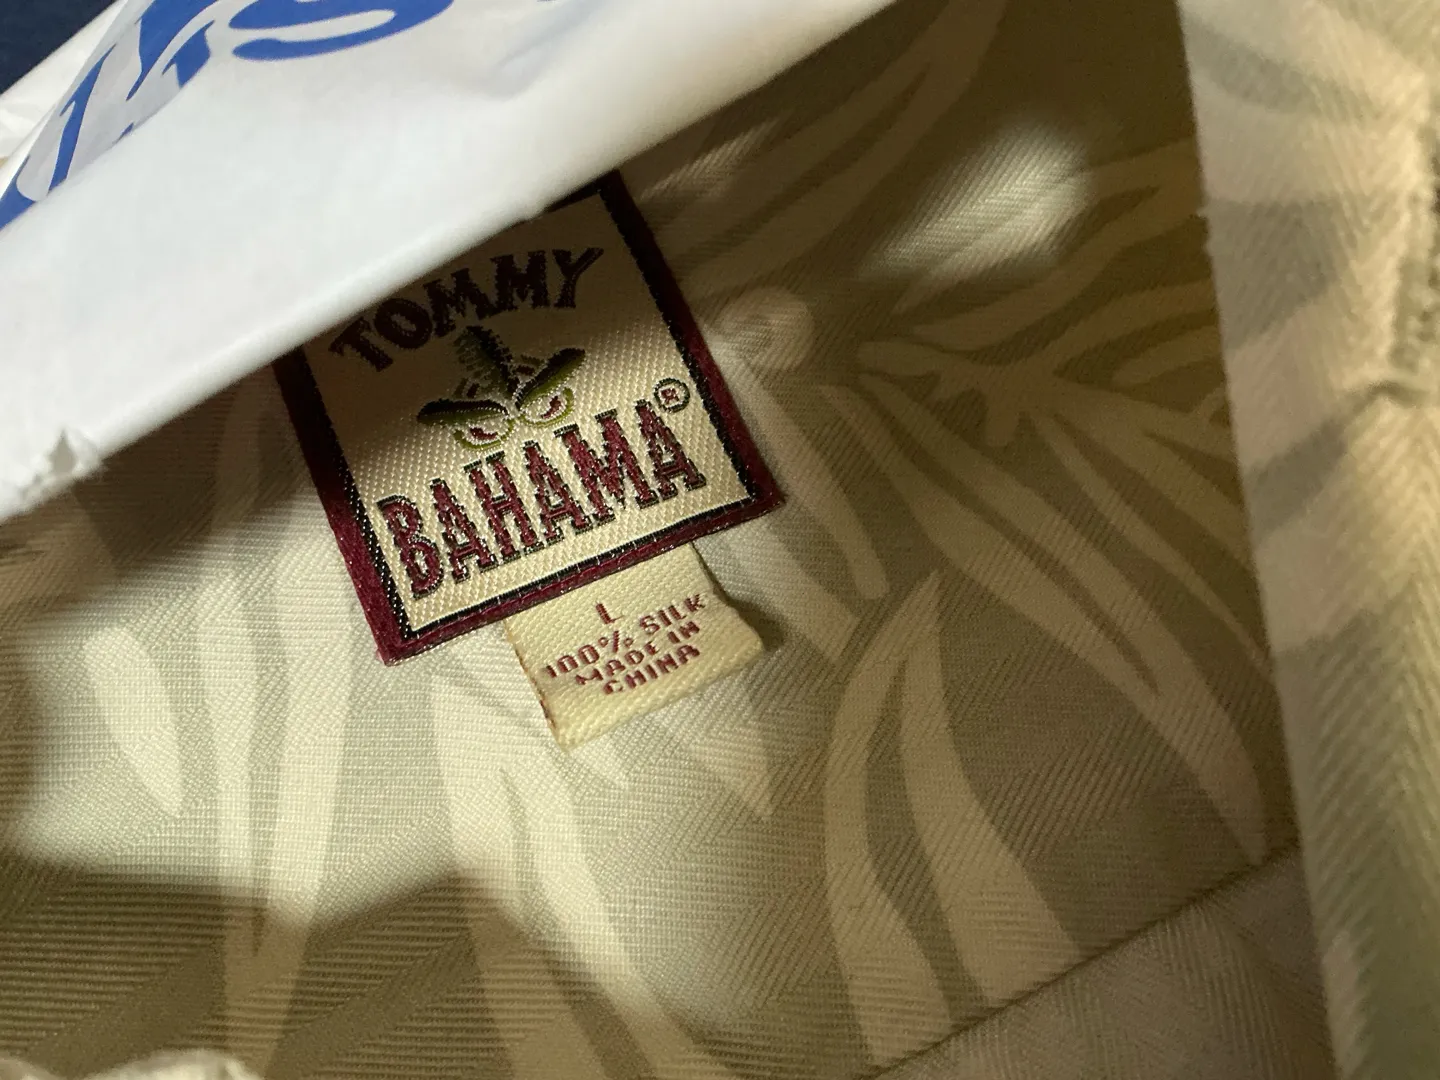 TOMMY
BAHAMA®
L
100% SILK
MADE IN
CHINA